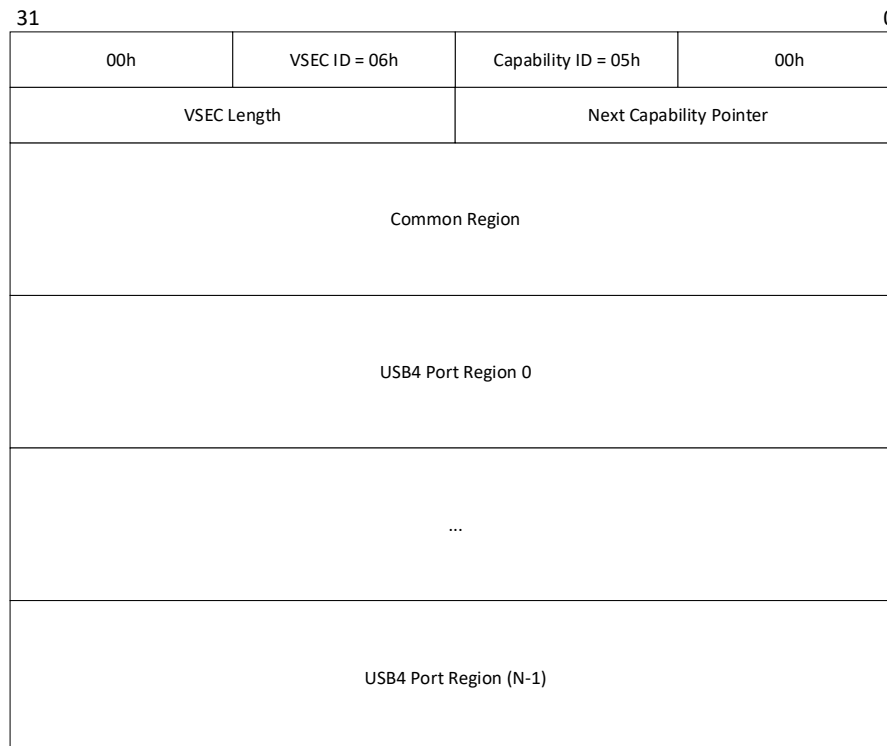 31 0
00h VSEC ID = 06h Capability ID = 05h 00h
VSEC Length Next Capability Pointer
Common Region
USB4 Port Region 0
...
USB4 Port Region (N-1)